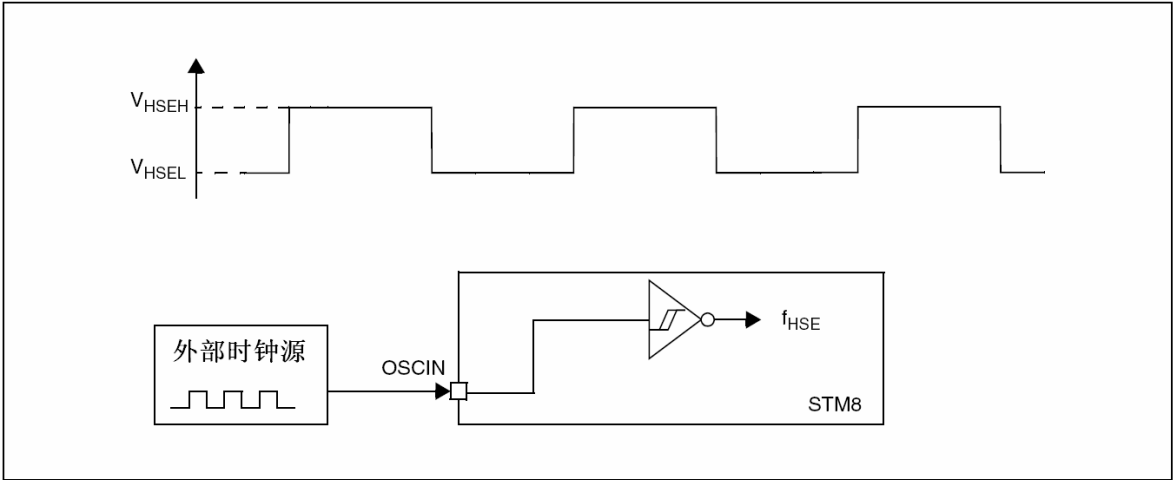 VHSEH
VHSEL
fHSE
外部时钟源
OSCIN
STM8